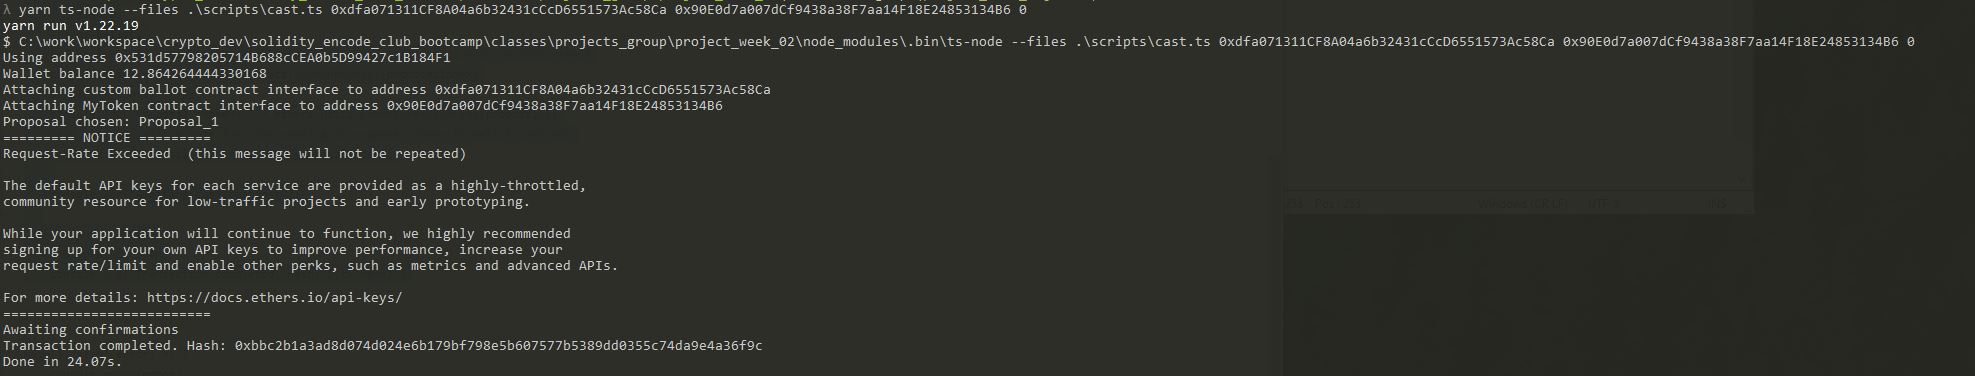 λ yarn ts-node --files .\scripts\cast.ts 0xdfa071311CF8A04a6b32431cCcD6551573Ac58Ca 0x90E0d7a007dCf9438a38F7aa14F18E24853134B6 0
yarn run v1.22.19
$ C:\work\workspace\crypto_dev\solidity_encode_club_bootcamp\classes\projects_group\project_week_02\node_modules\.bin\ts-node --files .\scripts\cast.ts 0xdfa071311CF8A04a6b32431cCcD6551573Ac58Ca 0x90E0d7a007dCf9438a38F7aa14F18E24853134B6 0
Using address 0x531d57798205714B688cCEA0b5D99427c1B184F1
Wallet balance 12.864264444330168
Attaching custom ballot contract interface to address 0xdfa071311CF8A04a6b32431cCcD6551573Ac58Ca
Attaching MyToken contract interface to address 0x90E0d7a007dCf9438a38F7aa14F18E24853134B6
Proposal chosen: Proposal_1
========= NOTICE =========
Request-Rate Exceeded  (this message will not be repeated)
The default API keys for each service are provided as a highly-throttled,
community resource for low-traffic projects and early prototyping.
While your application will continue to function, we highly recommended
signing up for your own API keys to improve performance, increase your
request rate/limit and enable other perks, such as metrics and advanced APIs.
For more details: https://docs.ethers.io/api-keys/
==========================
Awaiting confirmations
Transaction completed. Hash: 0xbbc2b1a3ad8d074d024e6b179bf798e5b607577b5389dd0355c74da9e4a36f9c
Done in 24.07s.
Windows (CR LF) INS